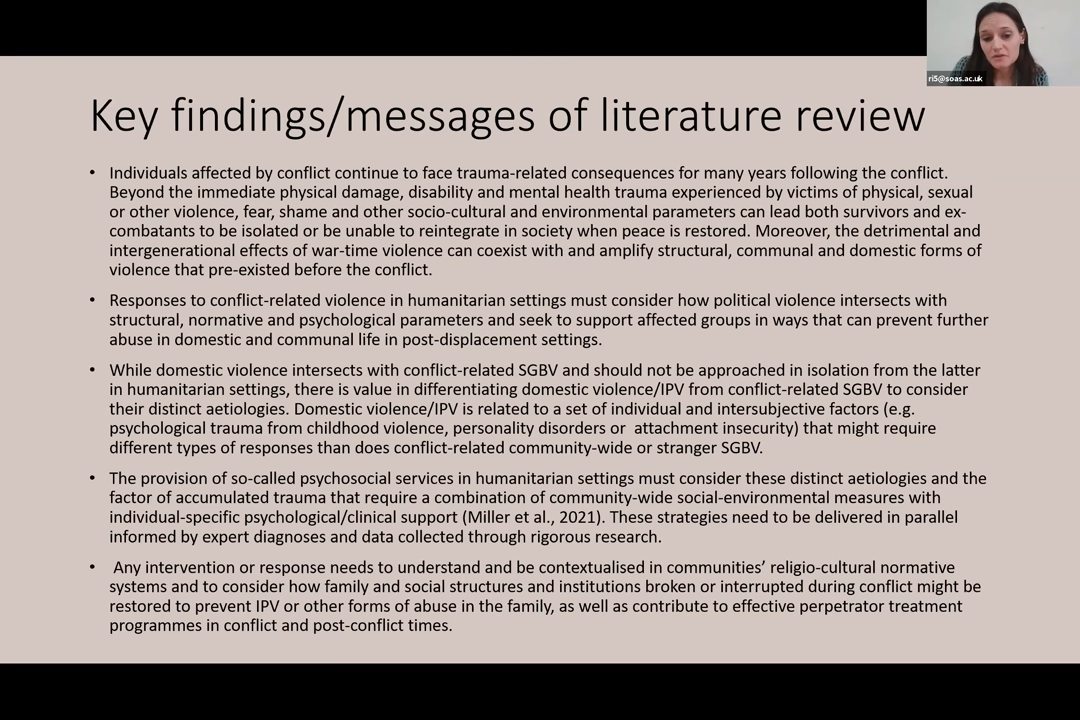 ri5@soas.ac.uk
Key findings/messages of literature review
• Individuals affected by conflict continue to face trauma-related consequences for many years following the conflict.
Beyond the immediate physical damage, disability and mental health trauma experienced by victims of physical, sexual
or other violence, fear, shame and other socio-cultural and environmental parameters can lead both survivors and ex-
combatants to be isolated or be unable to reintegrate in society when peace is restored. Moreover, the detrimental and
intergenerational effects of war-time violence can coexist with and amplify structural, communal and domestic forms of
violence that pre-existed before the conflict.
• Responses to conflict-related violence in humanitarian settings must consider how political violence intersects with
structural, normative and psychological parameters and seek to support affected groups in ways that can prevent further
abuse in domestic and communal life in post-displacement settings.
• While domestic violence intersects with conflict-related SGBV and should not be approached in isolation from the latter
in humanitarian settings, there is value in differentiating domestic violence/IPV from conflict-related SGBV to consider
their distinct aetiologies. Domestic violence/IPV is related to a set of individual and intersubjective factors (e.g.
psychological trauma from childhood violence, personality disorders or  attachment insecurity) that might require
different types of responses than does conflict-related community-wide or stranger SGBV.
• The provision of so-called psychosocial services in humanitarian settings must consider these distinct aetiologies and the
factor of accumulated trauma that require a combination of community-wide social-environmental measures with
individual-specific psychological/clinical support (Miller et al., 2021). These strategies need to be delivered in parallel
informed by expert diagnoses and data collected through rigorous research.
• Any intervention or response needs to understand and be contextualised in communities’ religio-cultural normative
systems and to consider how family and social structures and institutions broken or interrupted during conflict might be
restored to prevent IPV or other forms of abuse in the family, as well as contribute to effective perpetrator treatment
programmes in conflict and post-conflict times.